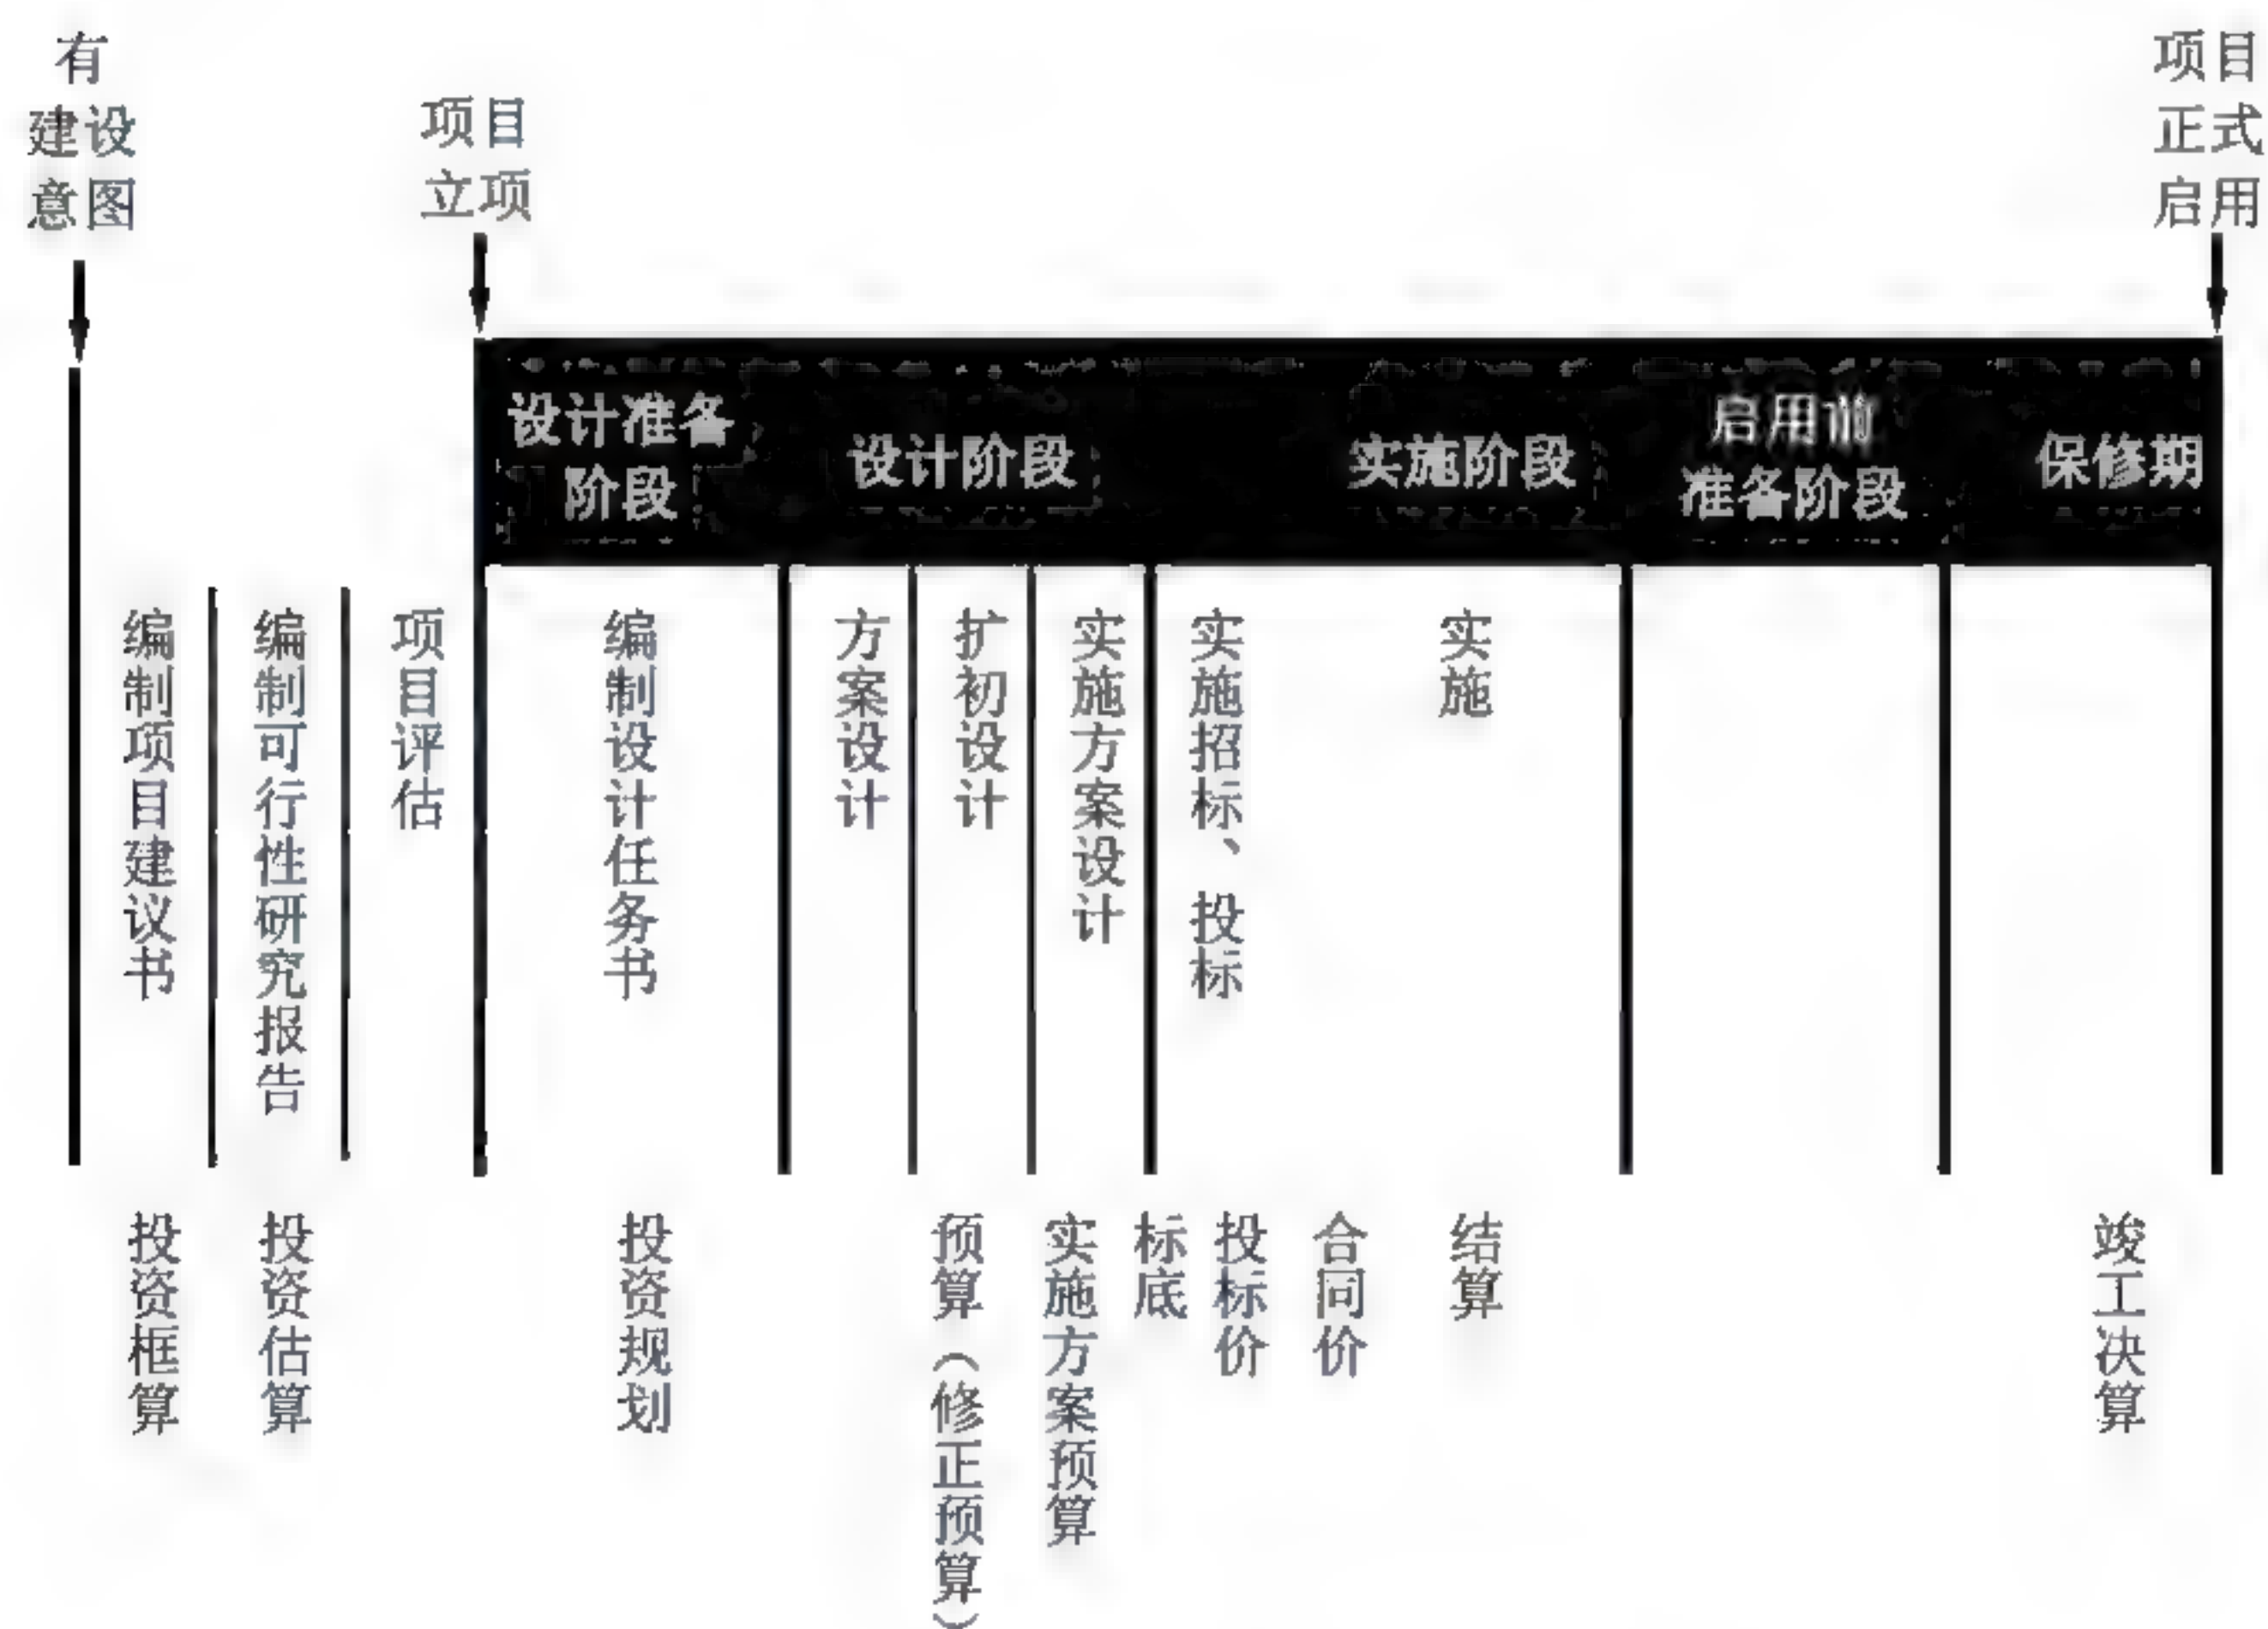 有
建设
意图
项目
立项
项目
正式
启用
设计准备
阶段
设计阶段
实施阶段
启用前
准备阶段
保修期
编制项目建议书
编制可行性研究报告
项目评估
编制设计任务书
方案设计
扩初设计
实施方案设计
实施招标、投标
实施
投资框算
投资估算
投资规划
预算（修正预算）
实施方案预算
标底
投标价
合同价
结算
竣工决算